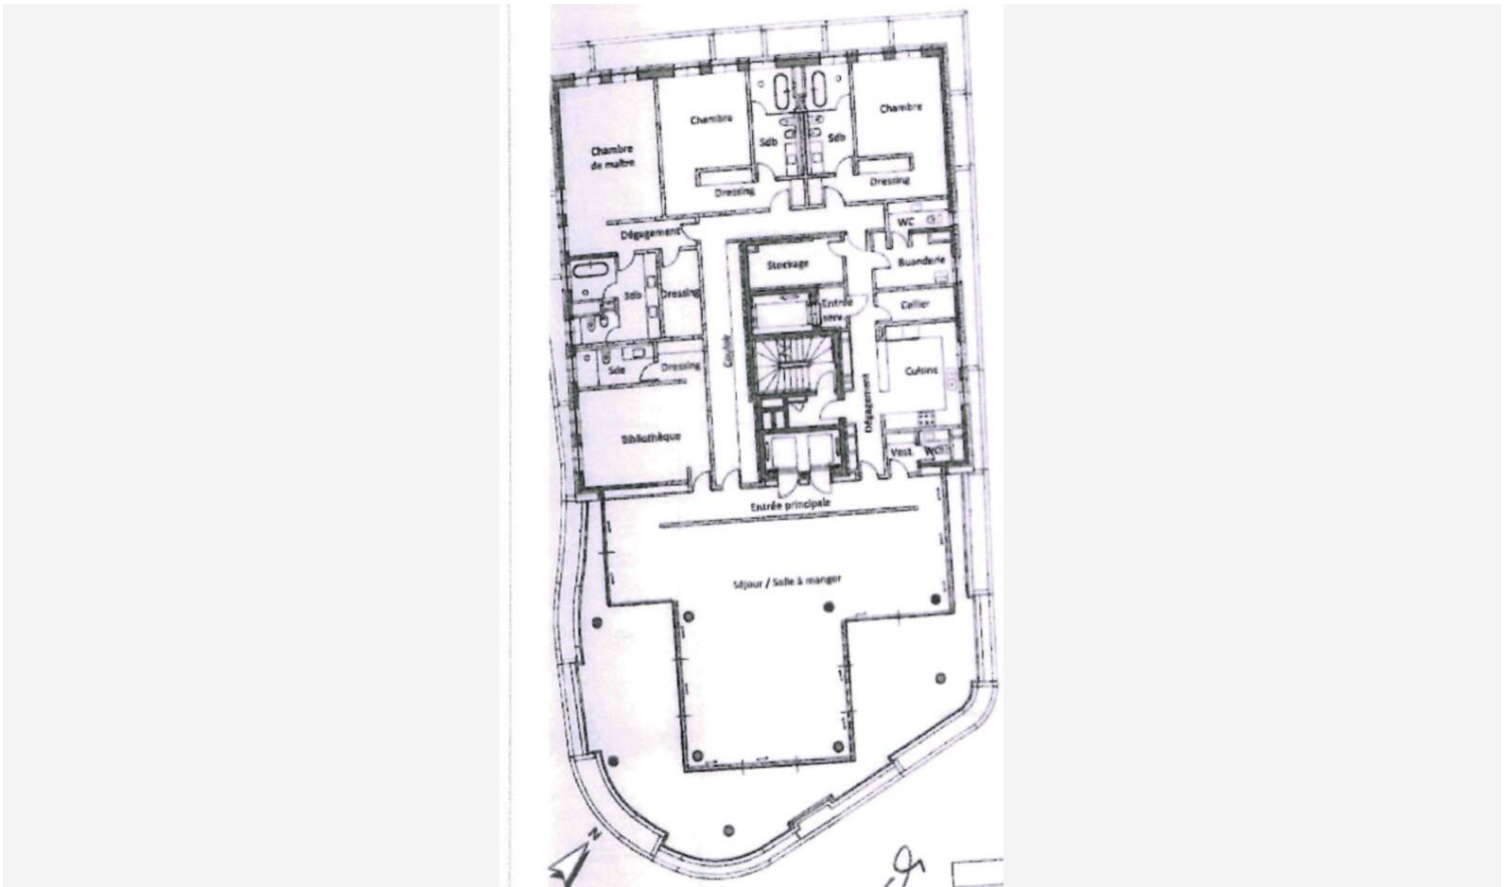 Chambre
Chambre
Chambre
de maître
Sdb
Sdb
Dressing
Dressing
WC
Dégagement
Stockage
Buanderie
Sdb
Dressing
Entrée
serv.
Cellier
Couloir
Sde
Dressing
Cuisine
Dégagement
Bibliothèque
Vest.
WC
Entrée principale
Séjour / Salle à manger
N